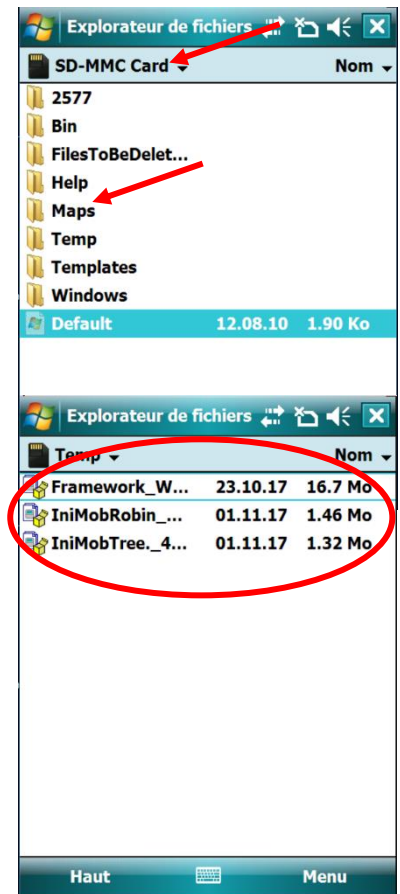 Explorateur de fichiers
SD-MMC Card Nom
2577
Bin
FilesToBeDelet...
Help
Maps
Temp
Templates
Windows
Default 12.08.10 1.90 Ko
Explorateur de fichiers
Temp Nom
Framework_W... 23.10.17 16.7 Mo
IniMobRobin_... 01.11.17 1.46 Mo
IniMobTree._4... 01.11.17 1.32 Mo
Haut Menu